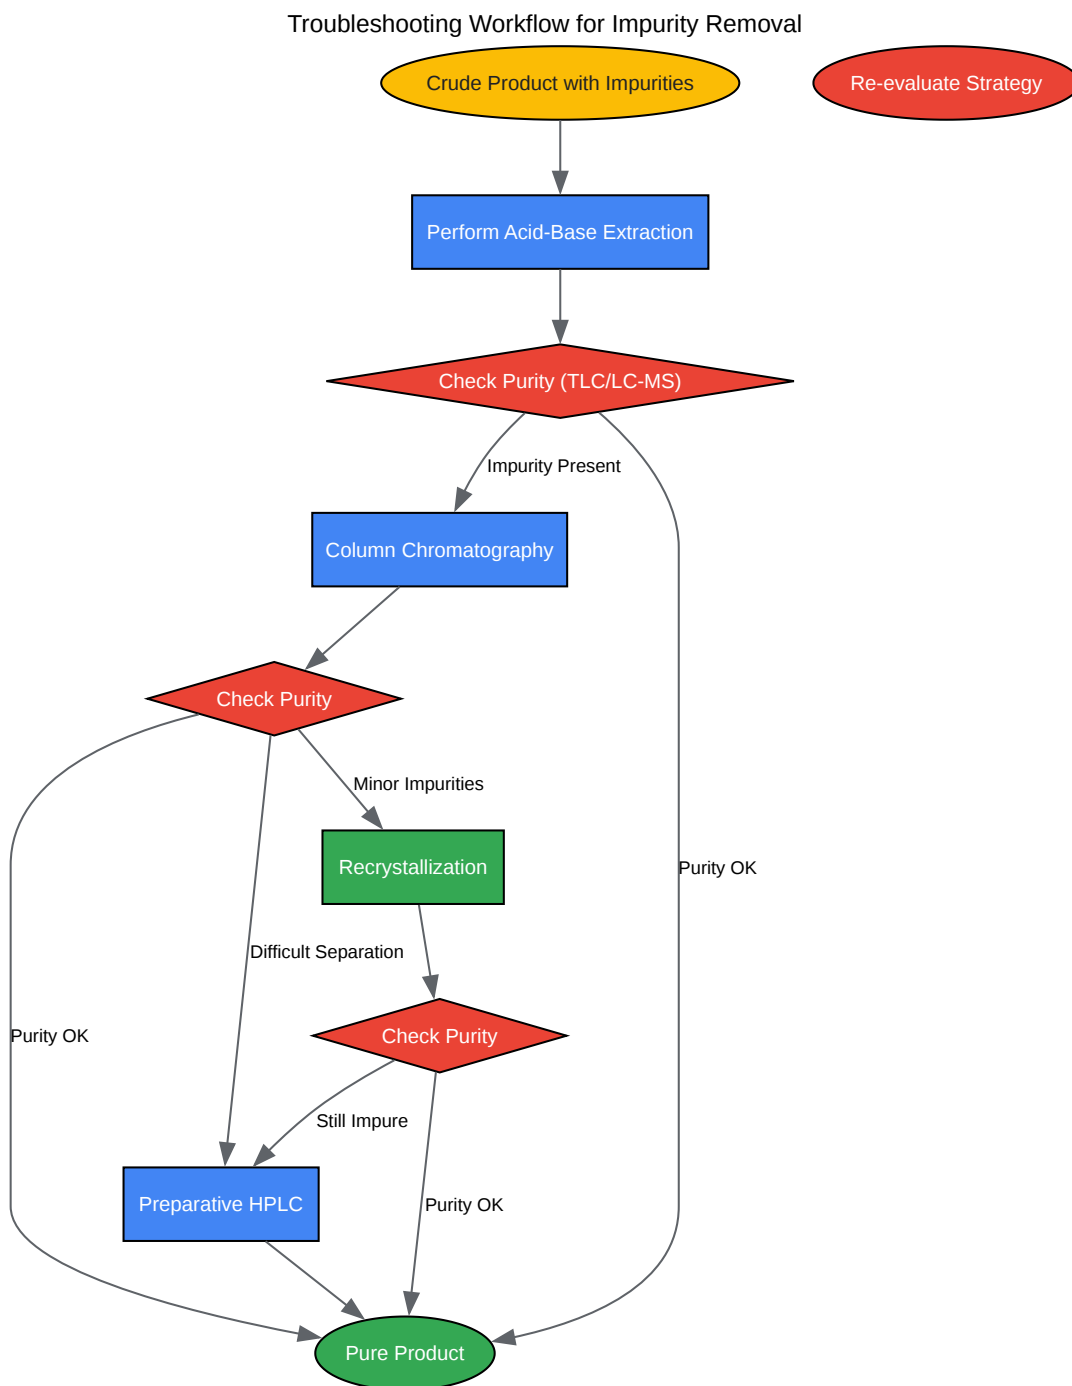 Troubleshooting Workflow for Impurity Removal
Crude Product with Impurities
Re-evaluate Strategy
Perform Acid-Base Extraction
Check Purity (TLC/LC-MS)
Impurity Present
Column Chromatography
Check Purity
Minor Impurities
Recrystallization
Purity OK
Difficult Separation
Purity OK
Check Purity
Still Impure
Preparative HPLC
Purity OK
Pure Product